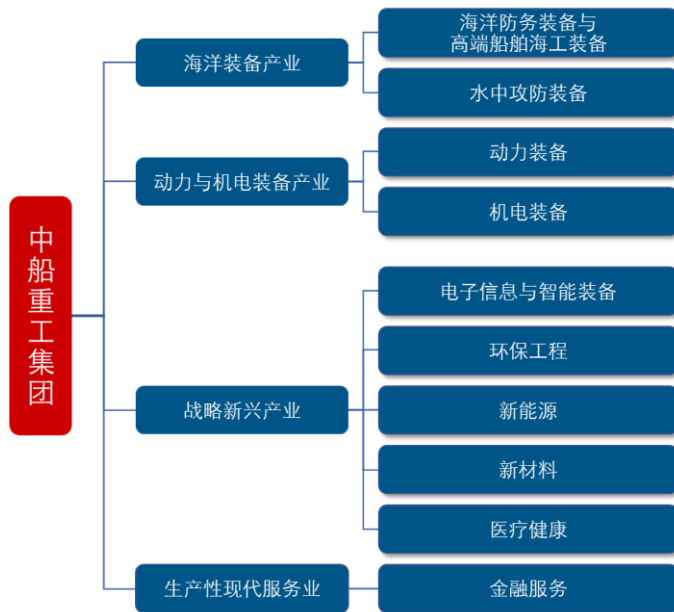 中船重工集团
海洋装备产业
海洋防务装备与
高端船舶海工装备
水中攻防装备
动力与机电装备产业
动力装备
机电装备
战略新兴产业
电子信息与智能装备
环保工程
新能源
新材料
医疗健康
生产性现代服务业
金融服务